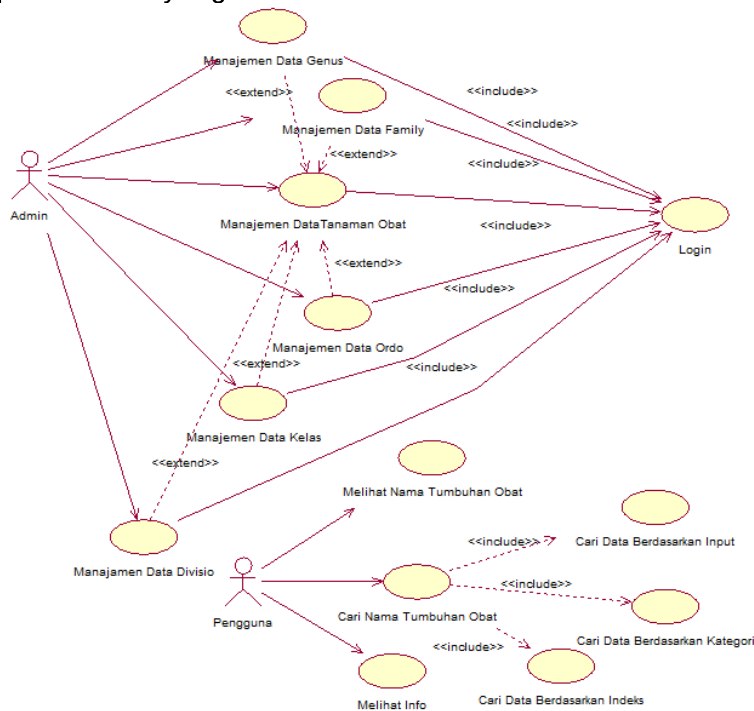 Manajemen Data Genus
<<extend>>
<<include>>
Manajemen Data Family
<<include>>
<<extend>>
<<include>>
Admin
Manajemen DataTanaman Obat
<<include>>
Login
<<extend>>
<<include>>
Manajemen Data Ordo
<<extend>>
<<include>>
Manajemen Data Kelas
<<extend>>
Melihat Nama Tumbuhan Obat
<<include>>
Cari Data Berdasarkan Input
Manajamen Data Divisio
<<include>>
Pengguna
Cari Nama Tumbuhan Obat
Cari Data Berdasarkan Kategori
<<include>>
Melihat Info
Cari Data Berdasarkan Indeks